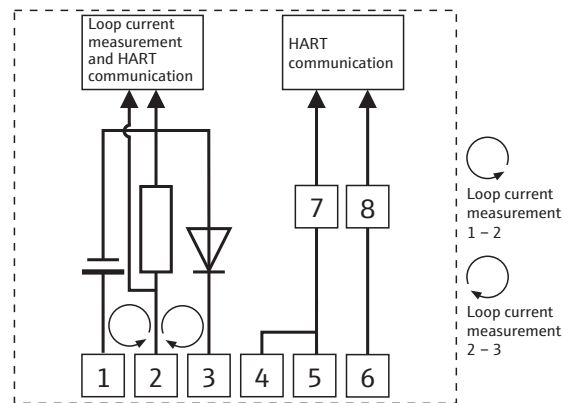 Loop current
measurement
and HART
communication
HART
communication
7
8
1
2
3
4
5
6
Loop current
measurement
1 – 2
Loop current
measurement
2 – 3